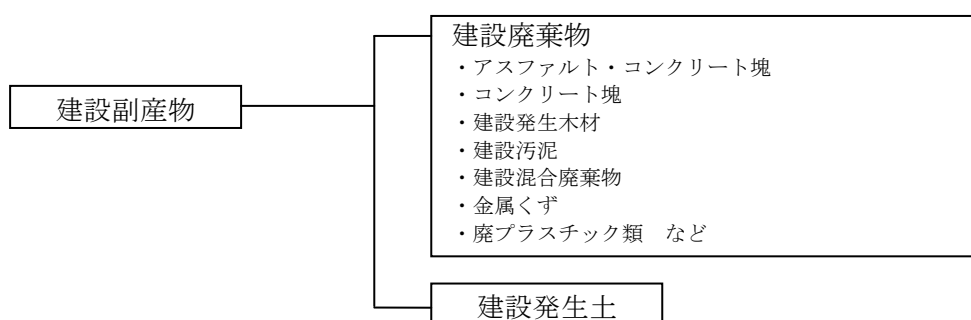 建設副産物
建設廃棄物
・アスファルト・コンクリート塊
・コンクリート塊
・建設発生木材
・建設汚泥
・建設混合廃棄物
・金属くず
・廃プラスチック類　など
建設発生土